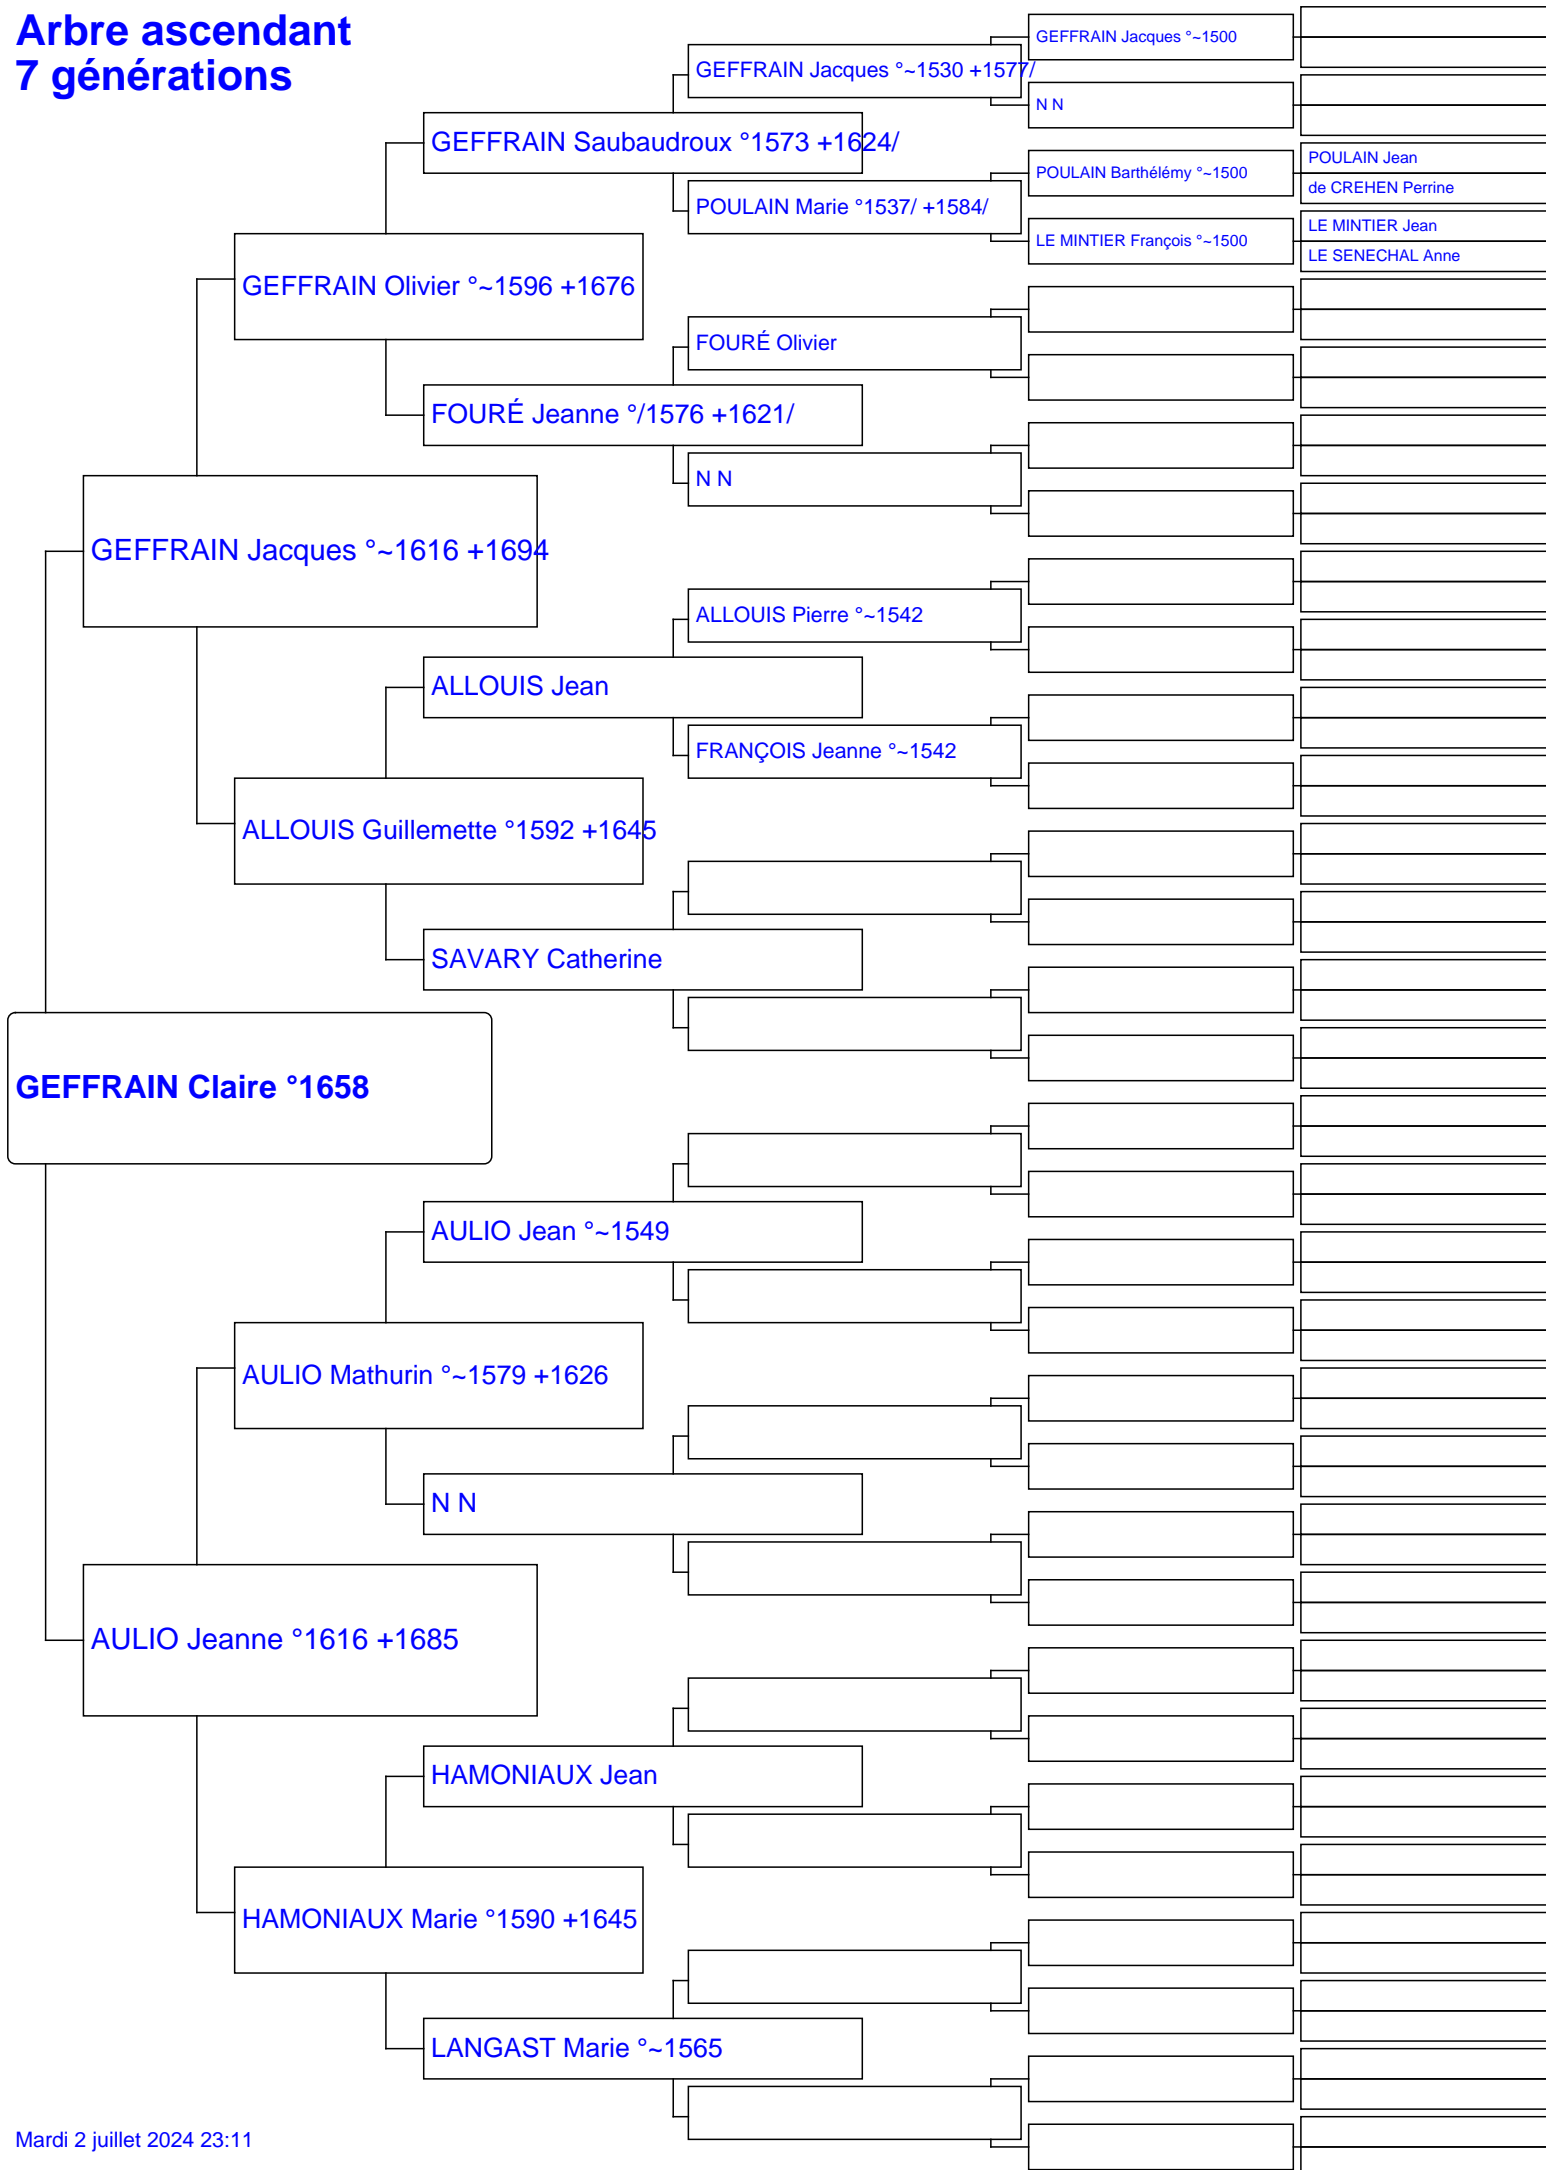 Arbre ascendant
7 générations
GEFFRAIN Jacques °~1500
GEFFRAIN Jacques °~1530 +1577/
N N
GEFFRAIN Saubaudroux °1573 +1624/
POULAIN Jean
POULAIN Barthélémy °~1500
de CREHEN Perrine
POULAIN Marie °1537/ +1584/
LE MINTIER Jean
LE MINTIER François °~1500
LE SENECHAL Anne
GEFFRAIN Olivier °~1596 +1676
FOURÉ Olivier
FOURÉ Jeanne °/1576 +1621/
N N
GEFFRAIN Jacques °~1616 +1694
ALLOUIS Pierre °~1542
ALLOUIS Jean
FRANÇOIS Jeanne °~1542
ALLOUIS Guillemette °1592 +1645
SAVARY Catherine
GEFFRAIN Claire °1658
AULIO Jean °~1549
AULIO Mathurin °~1579 +1626
N N
AULIO Jeanne °1616 +1685
HAMONIAUX Jean
HAMONIAUX Marie °1590 +1645
LANGAST Marie °~1565
Mardi 2 juillet 2024 23:11